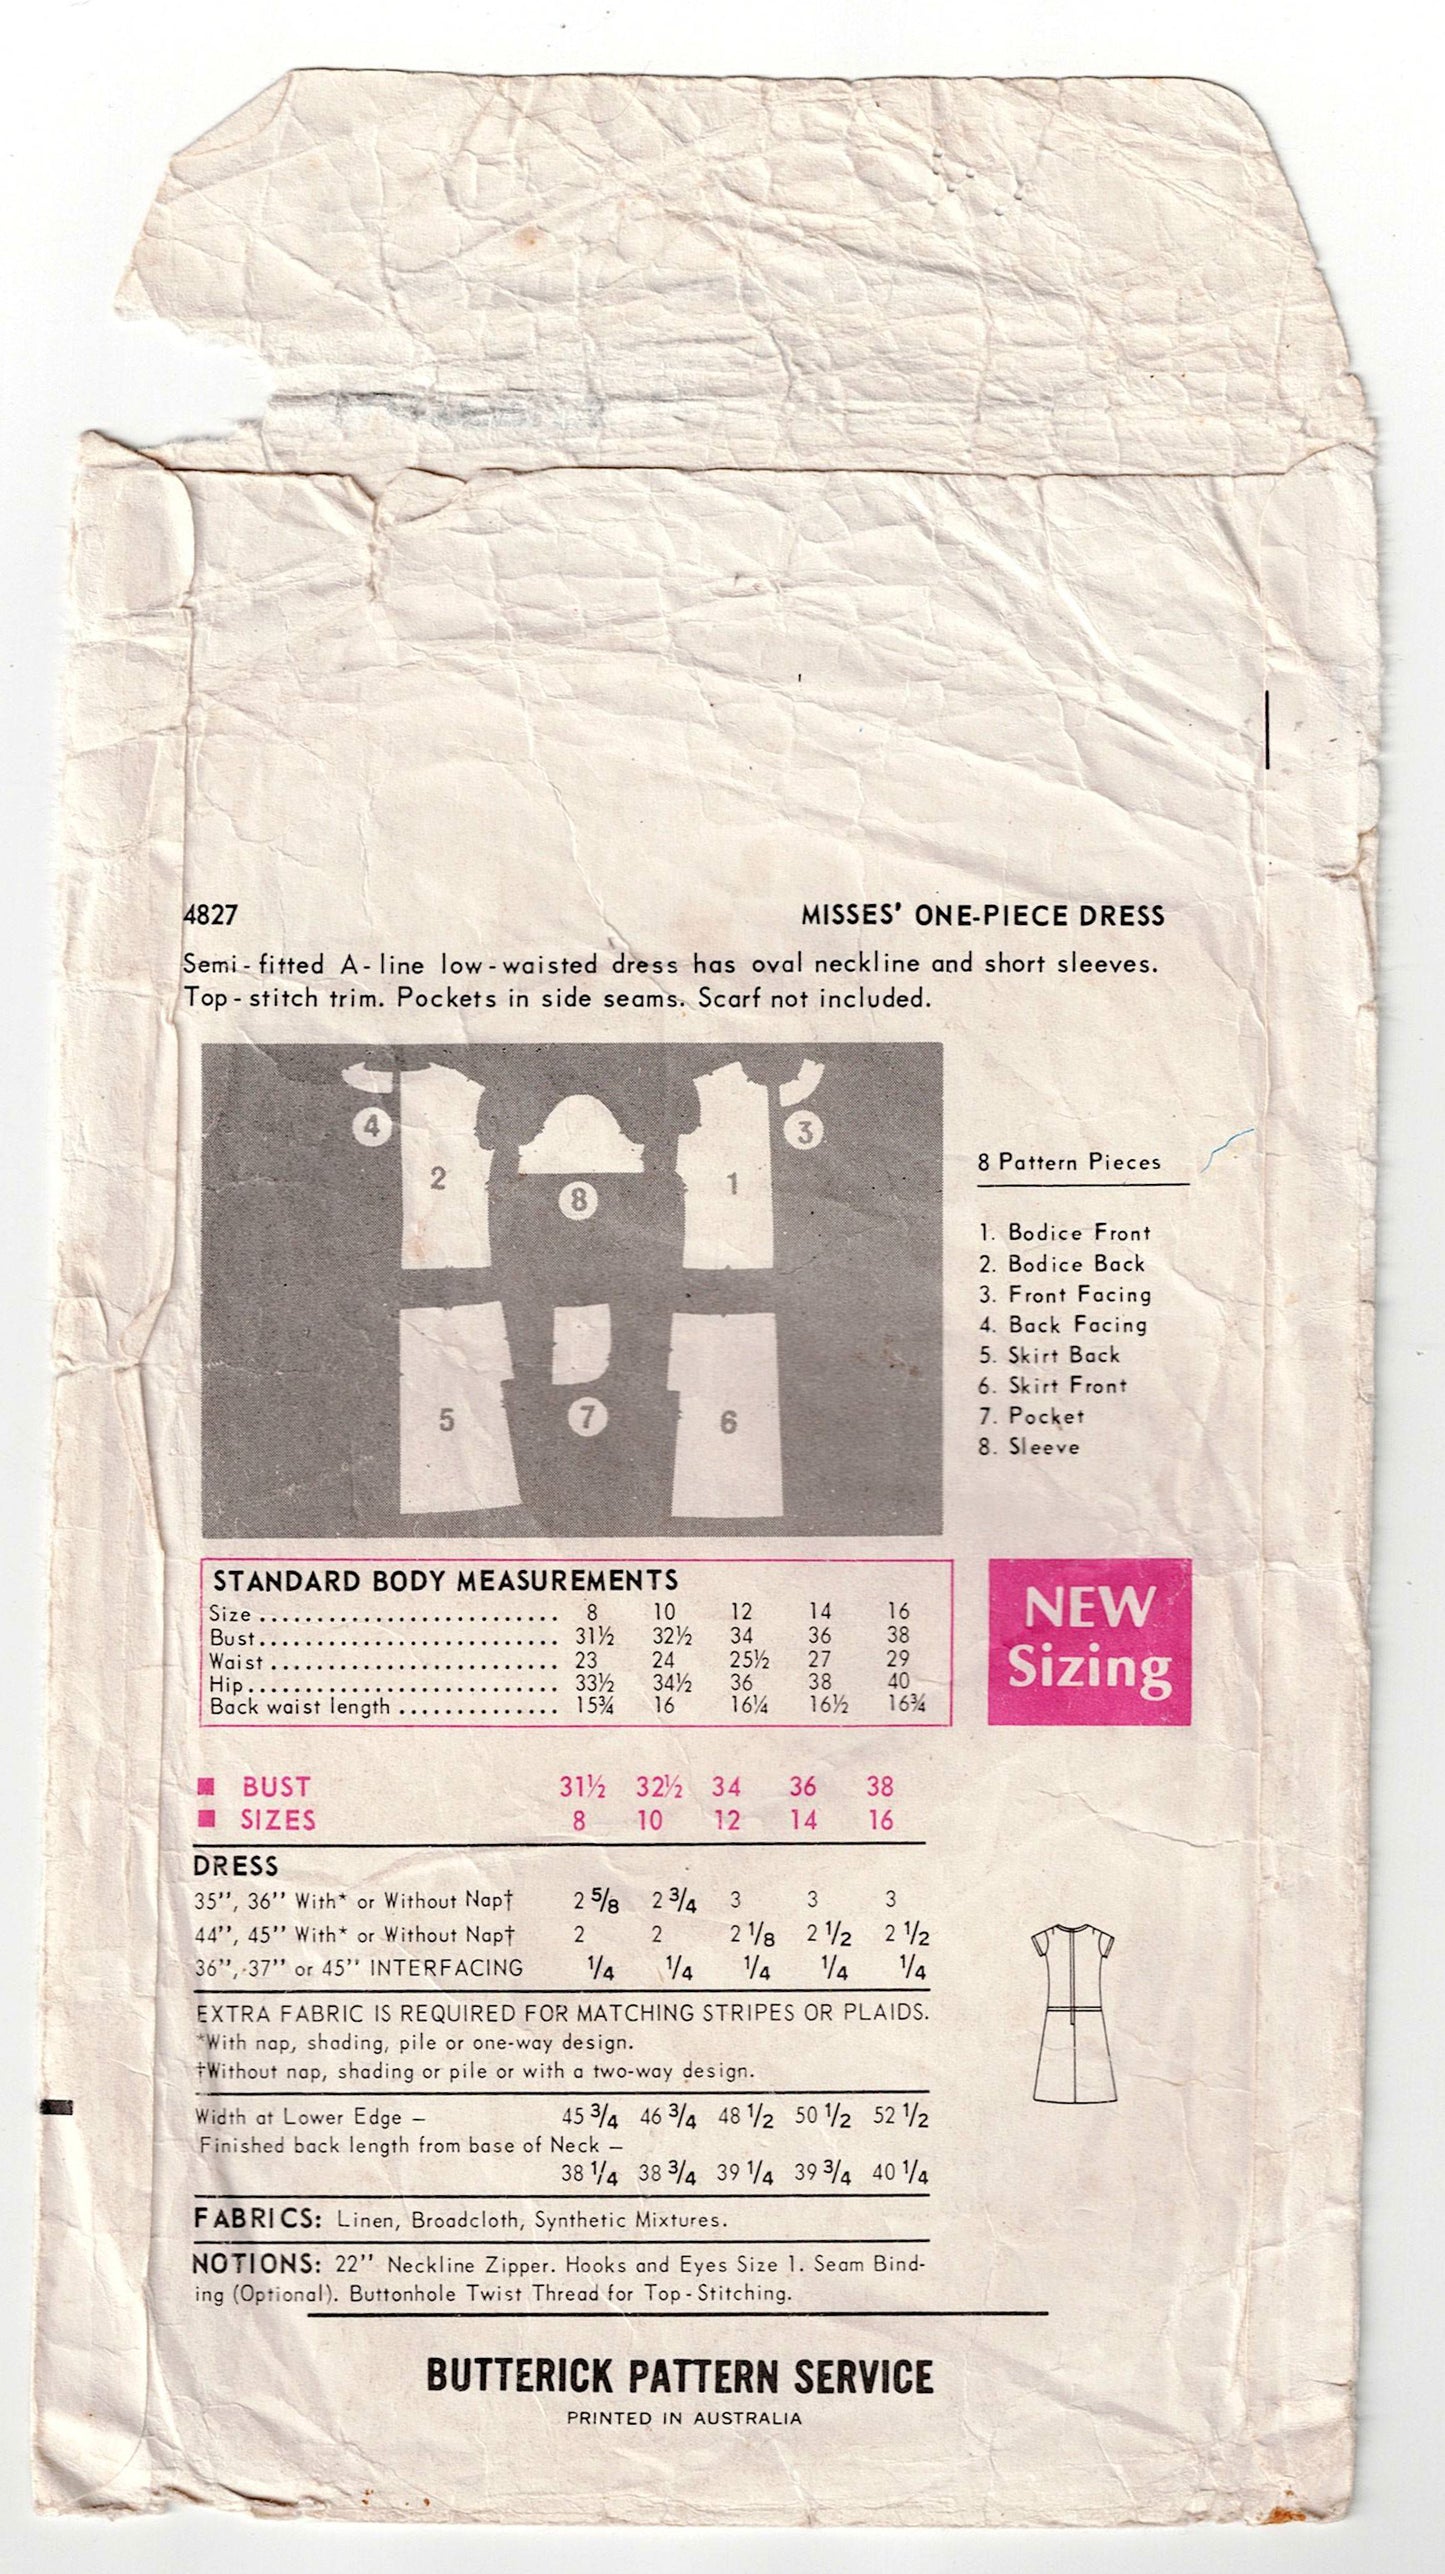 4827 MISSES' ONE-PIECE DRESS
Semi-fitted A-line low-waisted dress has oval neckline and short sleeves.
Top-stitch trim. Pockets in side seams. Scarf not included.
4
2
8
1
3
5
7
6
8 Pattern Pieces
1. Bodice Front
2. Bodice Back
3. Front Facing
4. Back Facing
5. Skirt Back
6. Skirt Front
7. Pocket
8. Sleeve
STANDARD BODY MEASUREMENTS
Size .......................... 8 10 12 14 16
Bust .......................... 31½ 32½ 34 36 38
Waist ......................... 23 24 25½ 27 29
Hip ........................... 33½ 34½ 36 38 40
Back waist length .............. 15¾ 16 16¼ 16½ 16¾
NEW
Sizing
■ BUST 31½ 32½ 34 36 38
■ SIZES 8 10 12 14 16
DRESS
35'', 36'' With* or Without Nap† 2 5/8 2 3/4 3 3 3
44'', 45'' With* or Without Nap† 2 2 2 1/8 2 1/2 2 1/2
36'', 37'' or 45'' INTERFACING 1/4 1/4 1/4 1/4 1/4
EXTRA FABRIC IS REQUIRED FOR MATCHING STRIPES OR PLAIDS.
*With nap, shading, pile or one-way design.
†Without nap, shading or pile or with a two-way design.
Width at Lower Edge – 45 3/4 46 3/4 48 1/2 50 1/2 52 1/2
Finished back length from base of Neck –
38 1/4 38 3/4 39 1/4 39 3/4 40 1/4
FABRICS: Linen, Broadcloth, Synthetic Mixtures.
NOTIONS: 22'' Neckline Zipper. Hooks and Eyes Size 1. Seam Bind-
ing (Optional). Buttonhole Twist Thread for Top-Stitching.
BUTTERICK PATTERN SERVICE
PRINTED IN AUSTRALIA